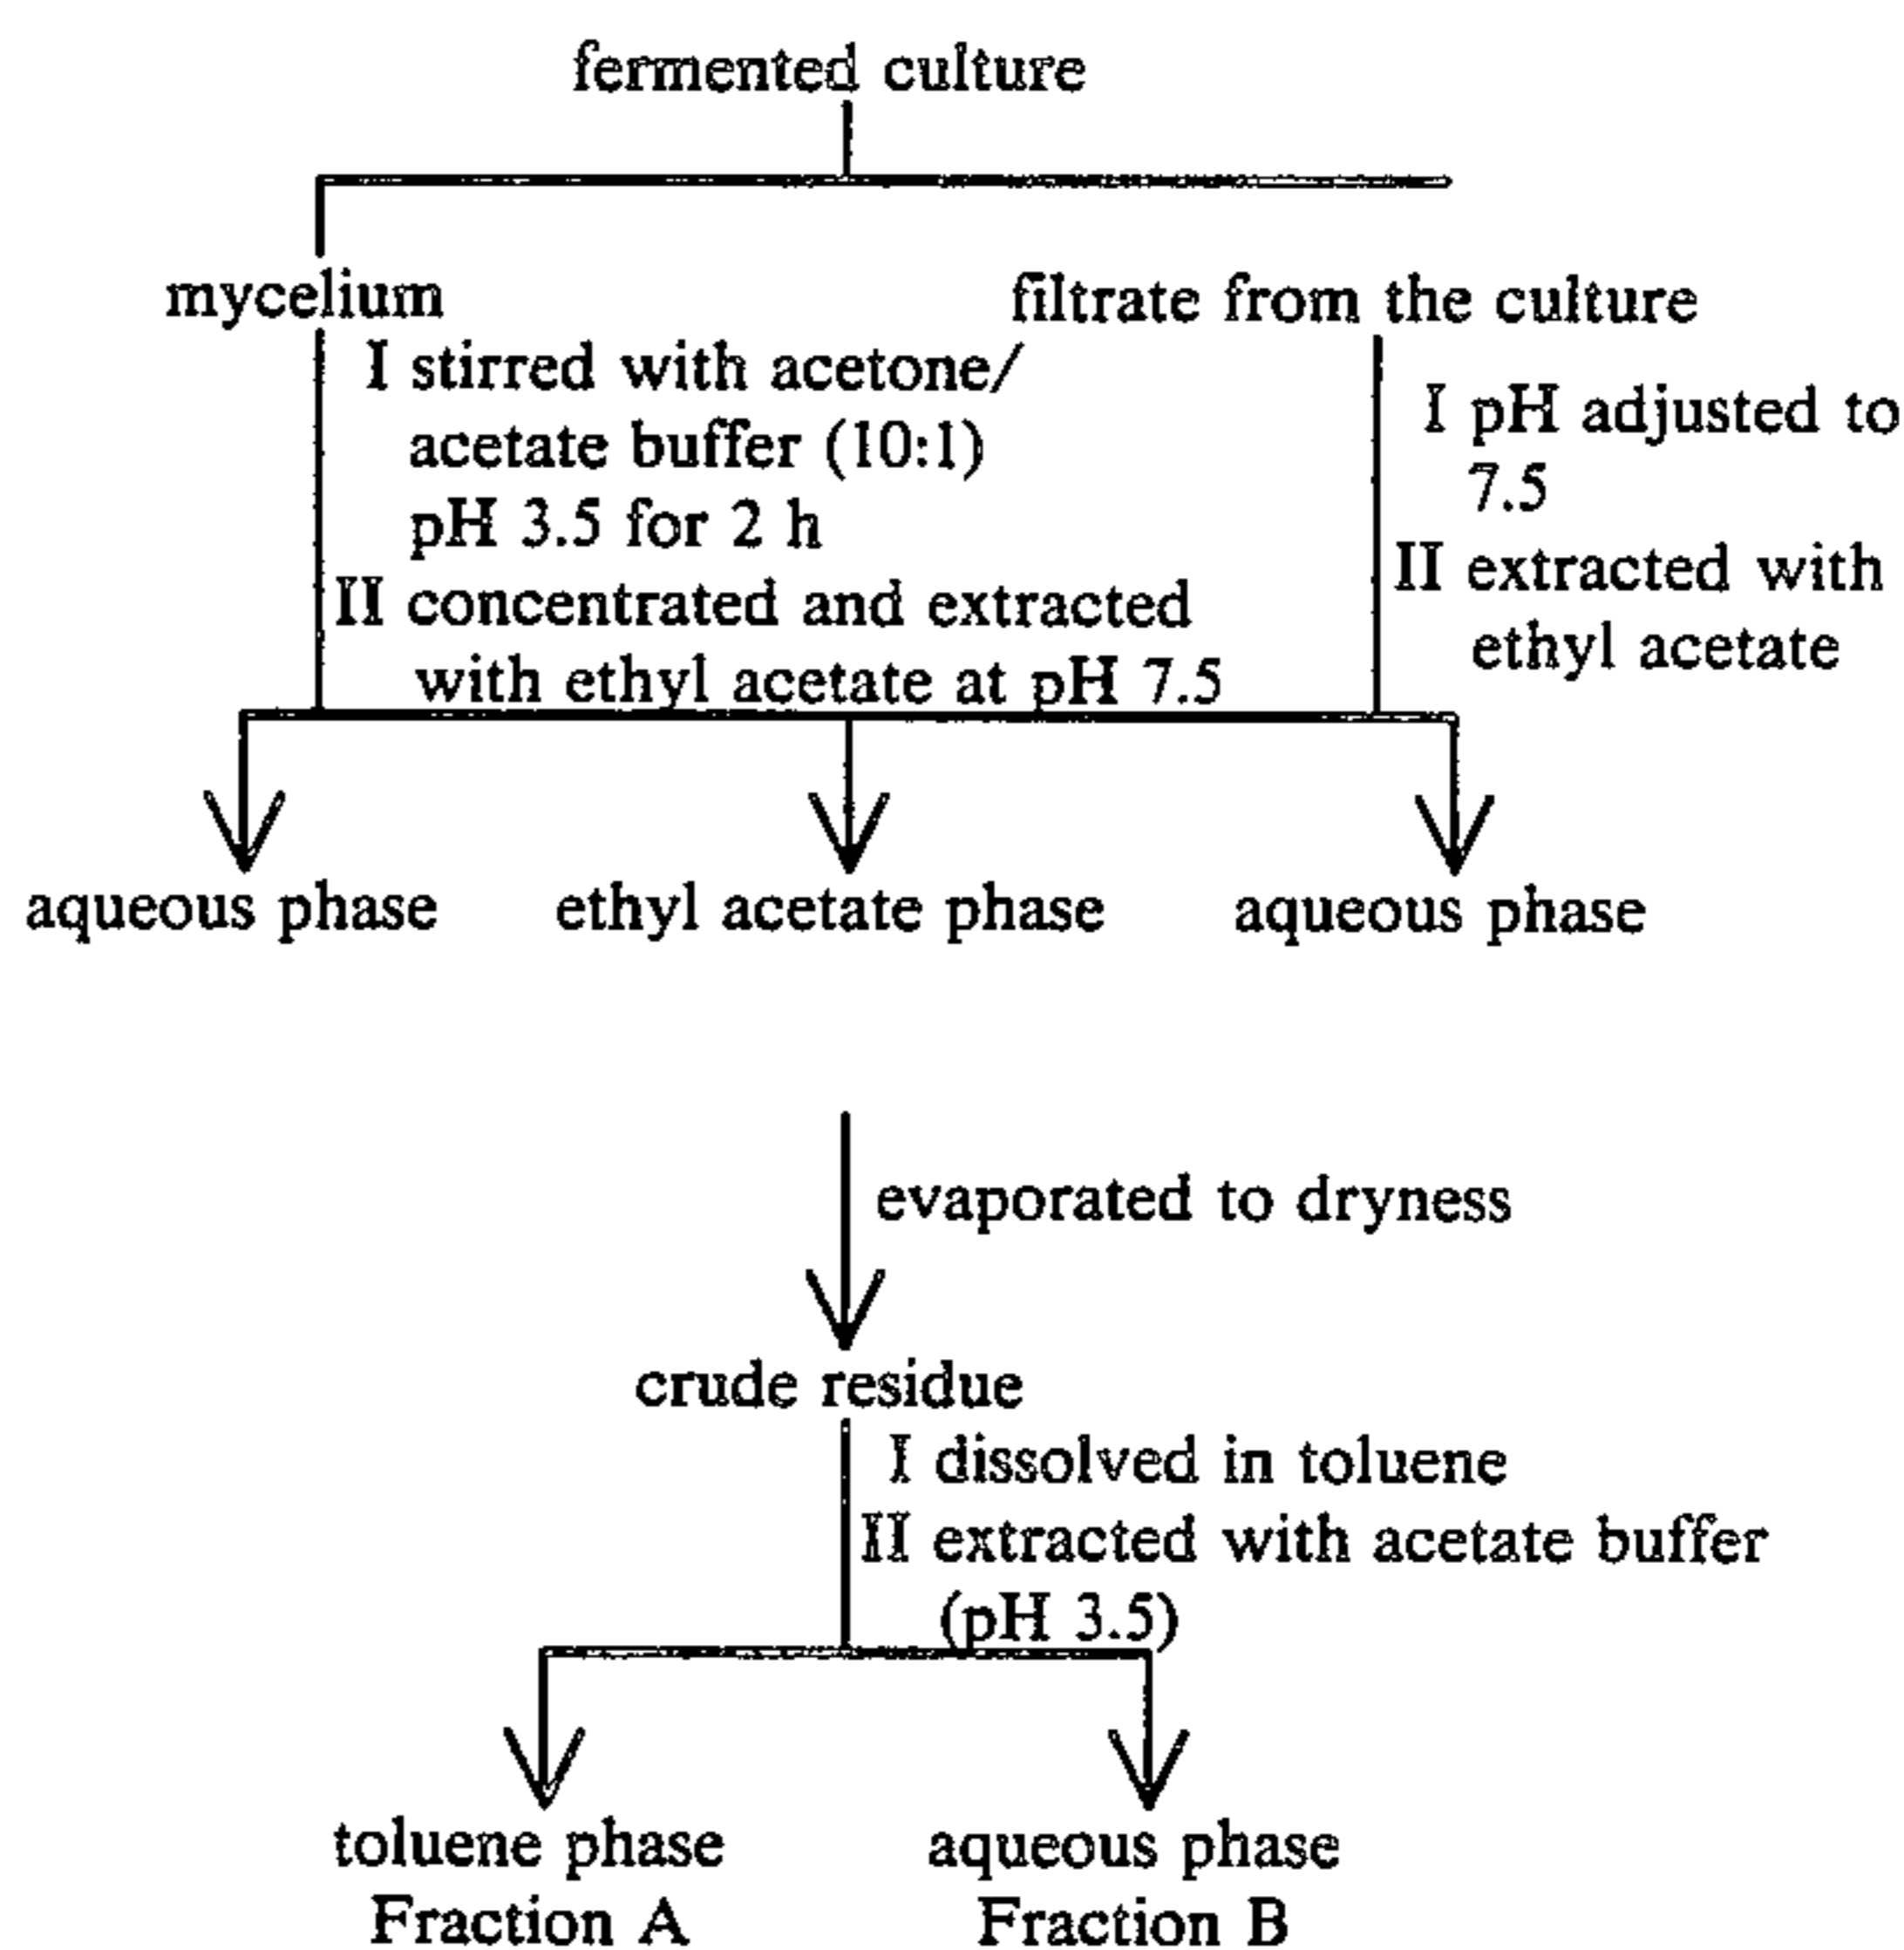 fermented culture
mycelium
I stirred with acetone/
acetate buffer (10:1)
pH 3.5 for 2 h
II concentrated and extracted
with ethyl acetate at pH 7.5
filtrate from the culture
I pH adjusted to
7.5
II extracted with
ethyl acetate
aqueous phase
ethyl acetate phase
aqueous phase
evaporated to dryness
crude residue
I dissolved in toluene
II extracted with acetate buffer
(pH 3.5)
toluene phase
Fraction A
aqueous phase
Fraction B